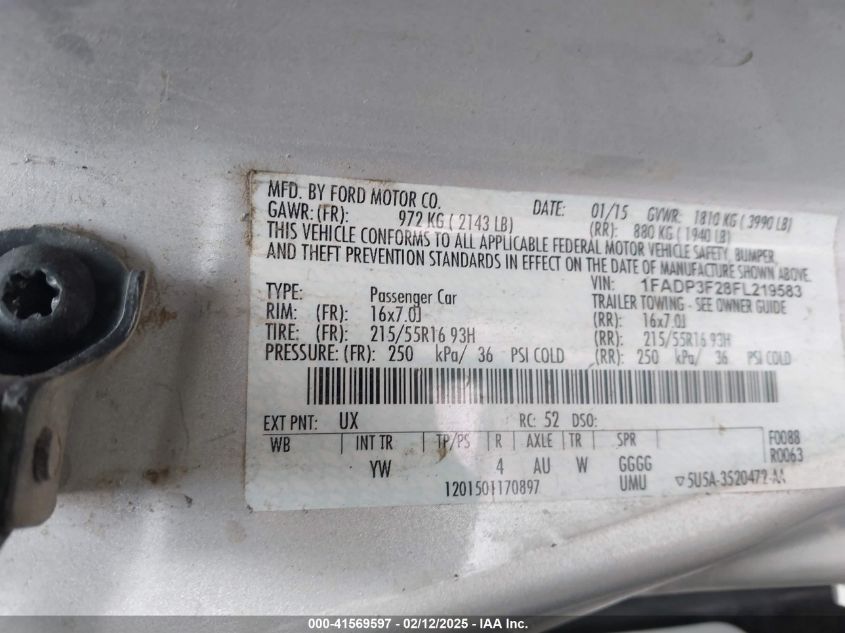 MFD. BY FORD MOTOR CO. DATE: 01/15 GVWR: 1810 KG ( 3990 LB)
GAWR: (FR): 972 KG ( 2143 LB) (RR): 880 KG ( 1940 LB)
THIS VEHICLE CONFORMS TO ALL APPLICABLE FEDERAL MOTOR VEHICLE SAFETY, BUMPER,
AND THEFT PREVENTION STANDARDS IN EFFECT ON THE DATE OF MANUFACTURE SHOWN ABOVE.
VIN: 1FADP3F28FL219583
TYPE: Passenger Car TRAILER TOWING - SEE OWNER GUIDE
RIM: (FR): 16x7.0J (RR): 16x7.0J
TIRE: (FR): 215/55R16 93H (RR): 215/55R16 93H
PRESSURE: (FR): 250 kPa/ 36 PSI COLD (RR): 250 kPa/ 36 PSI COLD
EXT PNT: UX RC: 52 DSO:
WB INT TR TP/PS R AXLE TR SPR F0088
YW 4 AU W GGGG R0063
1201501170897 UMU ▽5U5A-3520472-AA
000-41569597 - 02/12/2025 - IAA Inc.